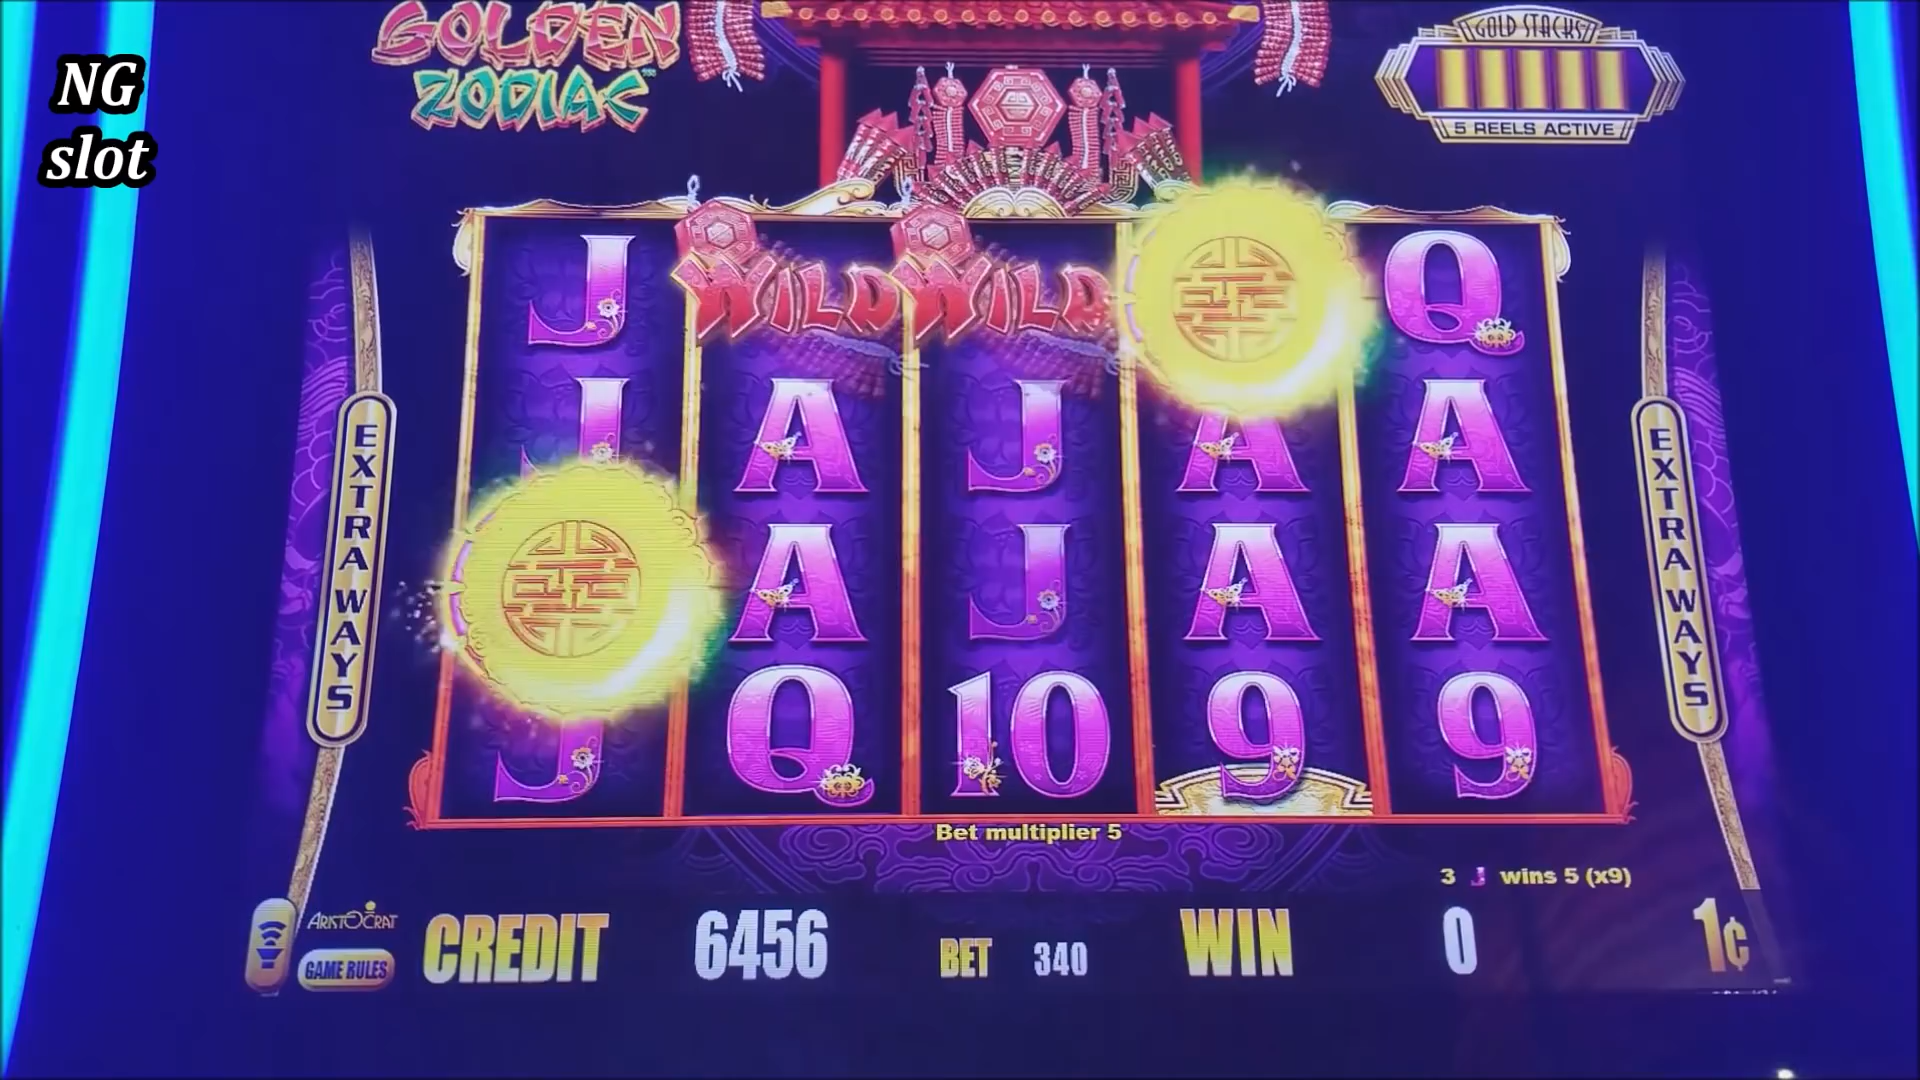 NG
slot
GOLDEN
ZODIAC™
GOLD STACKS!
5 REELS ACTIVE
J WILD WILD Q
J A J A A
A J A A
J Q 10 9 9
EXTRA WAYS
EXTRA WAYS
Bet multiplier 5
3 J wins 5 (x9)
ARISTOCRAT
GAME RULES
CREDIT 6456 BET 340 WIN 0 1¢